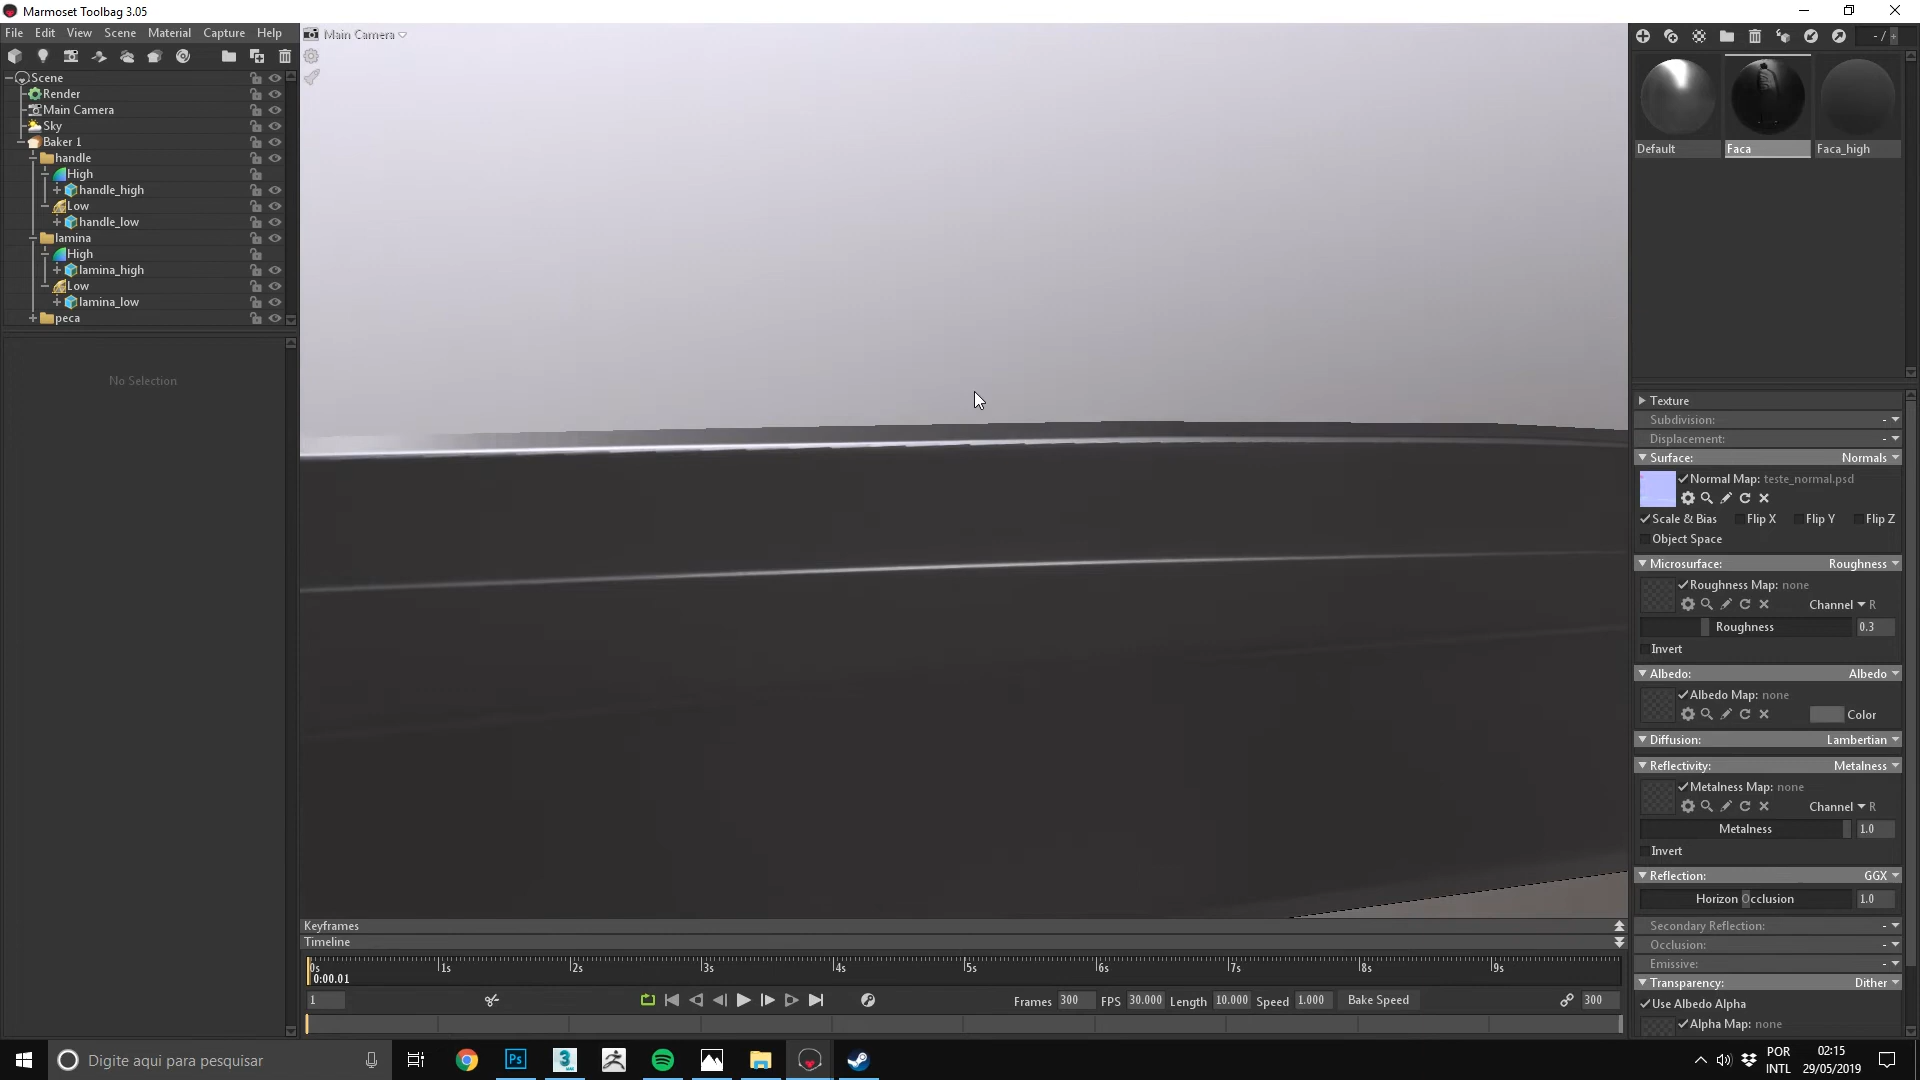 Marmoset Toolbag 3.05
File Edit View Scene Material Capture Help
Scene
Render
Main Camera
Sky
Baker 1
handle
High
handle_high
Low
handle_low
lamina
High
lamina_high
Low
lamina_low
peca
No Selection
Main Camera
- /
Default Faca Faca_high
Texture
Subdivision: -
Displacement: -
Surface: Normals
Normal Map: teste_normal.psd
Scale & Bias Flip X Flip Y Flip Z
Object Space
Microsurface: Roughness
Roughness Map: none
Channel R
Roughness 0.3
Invert
Albedo: Albedo
Albedo Map: none
Color
Diffusion: Lambertian
Reflectivity: Metalness
Metalness Map: none
Channel R
Metalness 1.0
Invert
Reflection: GGX
Horizon Occlusion 1.0
Secondary Reflection: -
Occlusion: -
Emissive: -
Transparency: Dither
Use Albedo Alpha
Alpha Map: none
Keyframes
Timeline
0s 1s 2s 3s 4s 5s 6s 7s 8s 9s
0:00.01
1 Frames 300 FPS 30.000 Length 10.000 Speed 1.000 Bake Speed 300
Digite aqui para pesquisar
Ps
3
MAX
POR
INTL
02:15
29/05/2019